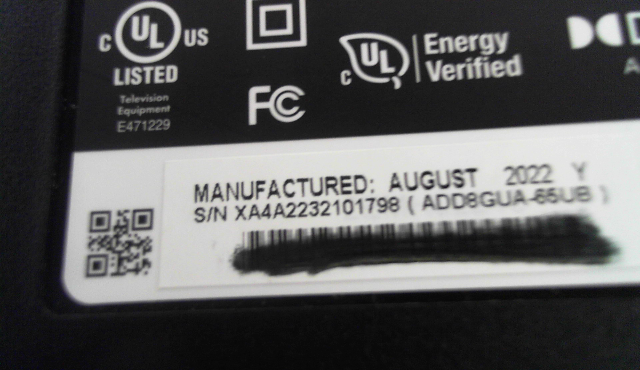 C UL US
LISTED
Television
Equipment
E471229
FC
C UL
Energy
Verified
D
A
MANUFACTURED: AUGUST 2022 Y
S/N XA4A2232101798 ( ADD8GUA-65UB )